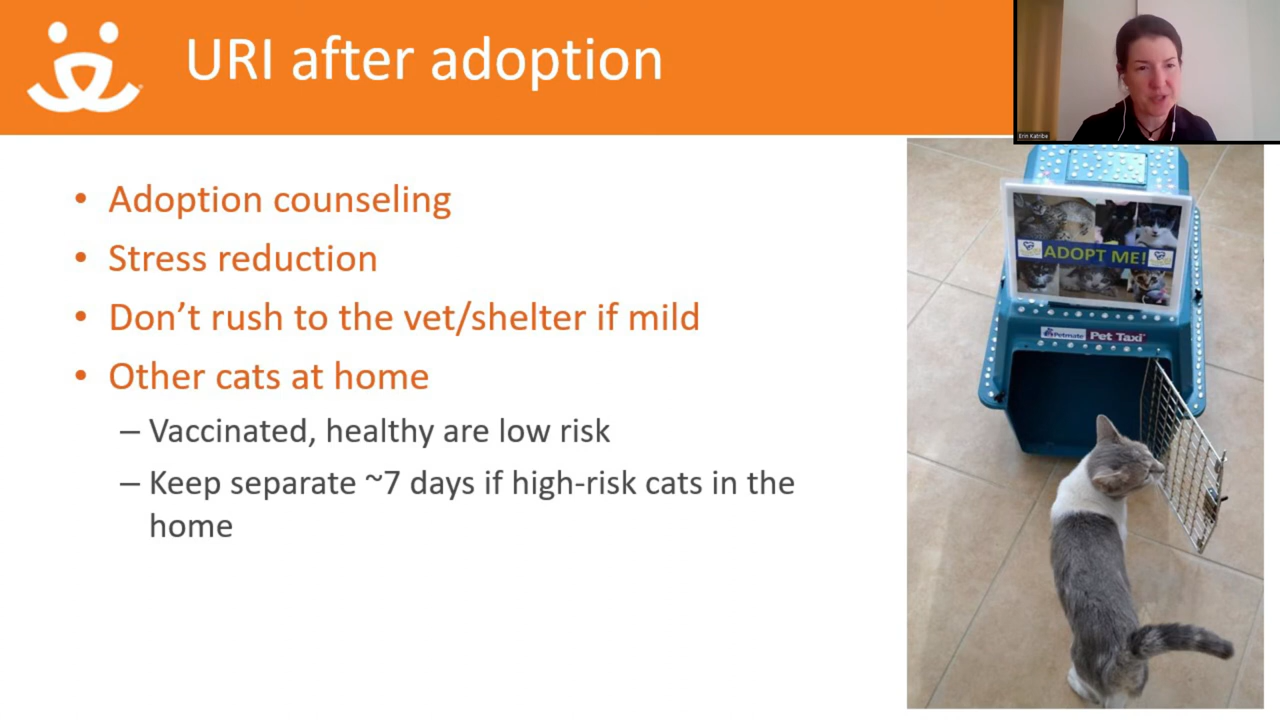 URI after adoption
Erin Katribe
• Adoption counseling
• Stress reduction
• Don’t rush to the vet/shelter if mild
• Other cats at home
– Vaccinated, healthy are low risk
– Keep separate ~7 days if high-risk cats in the
home
ADOPT ME!
Petmate Pet Taxi